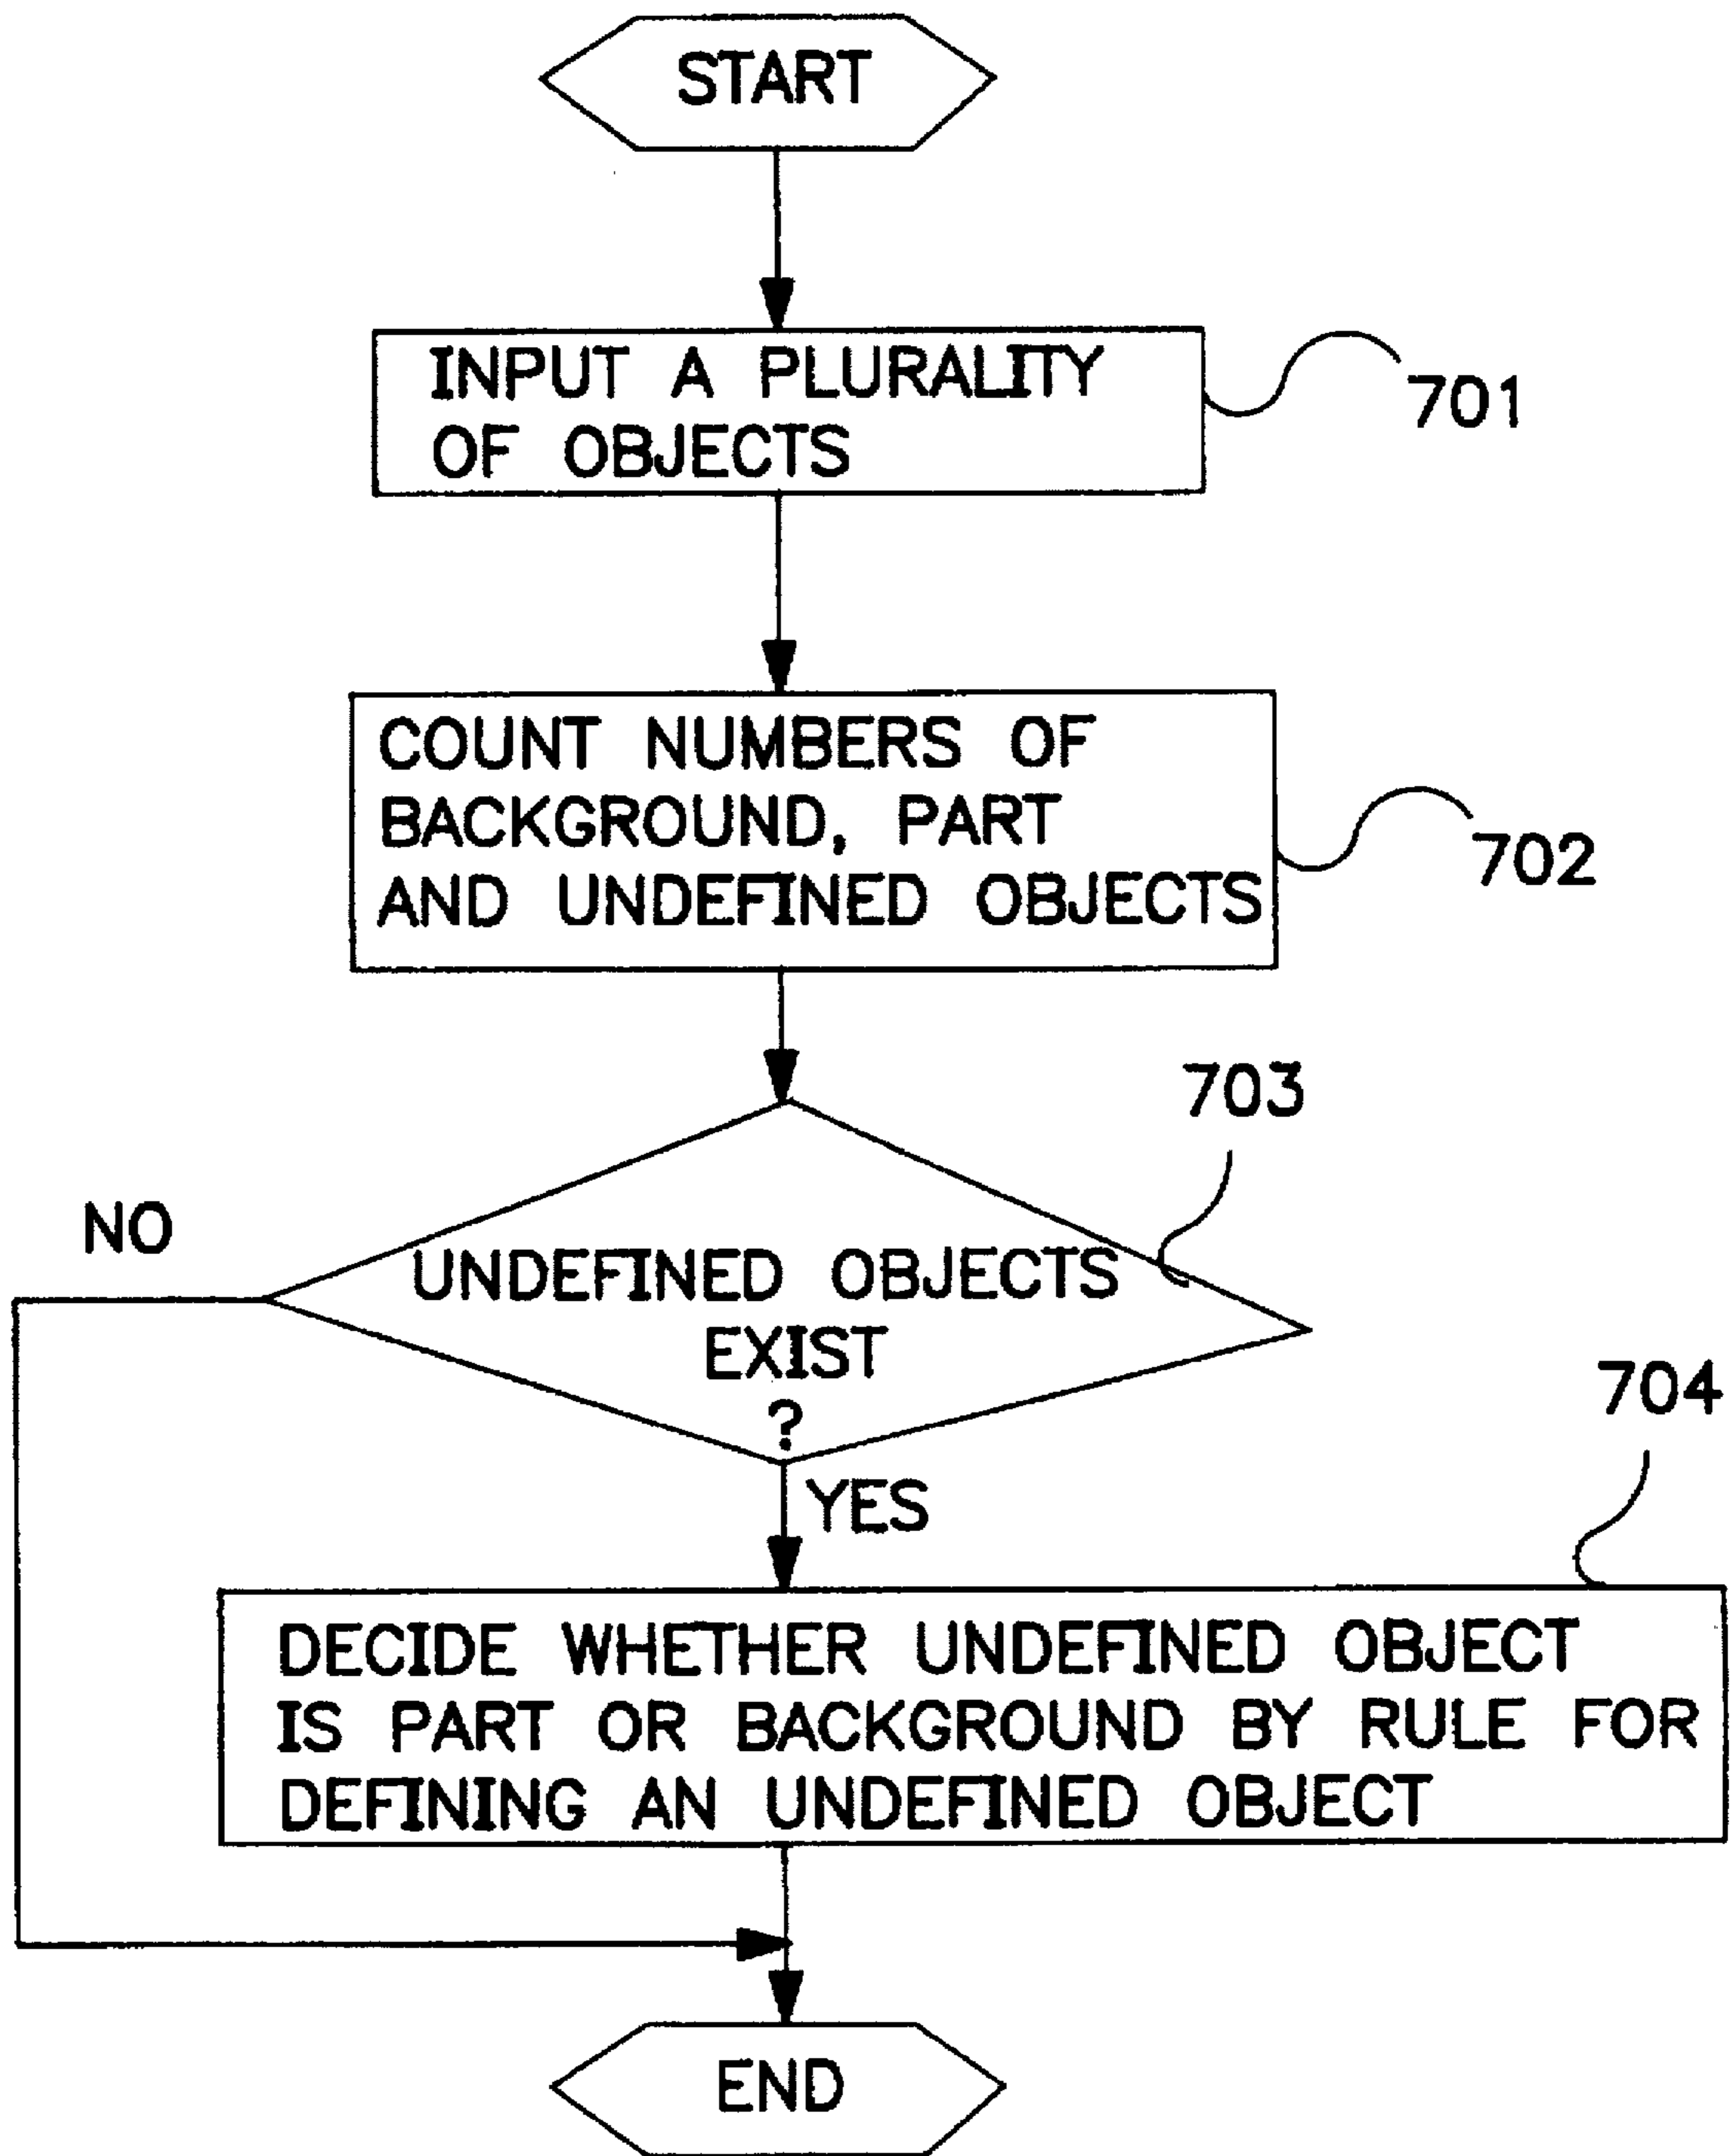 START
INPUT A PLURALITY
OF OBJECTS
701
COUNT NUMBERS OF
BACKGROUND, PART
AND UNDEFINED OBJECTS
702
703
NO
UNDEFINED OBJECTS
EXIST
?
YES
704
DECIDE WHETHER UNDEFINED OBJECT
IS PART OR BACKGROUND BY RULE FOR
DEFINING AN UNDEFINED OBJECT
END